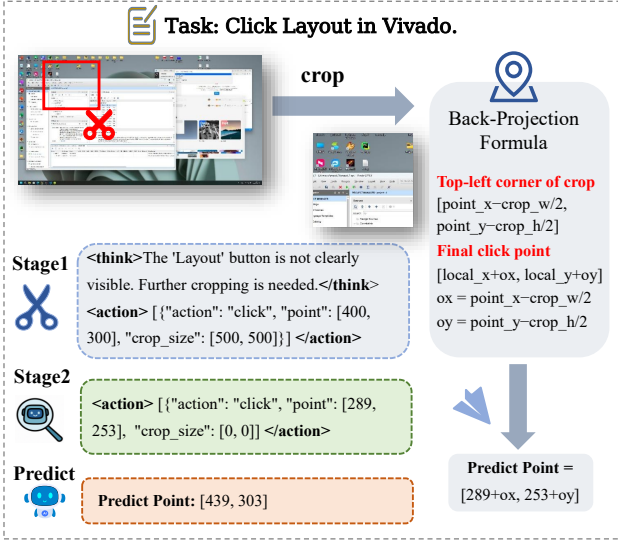 Task: Click Layout in Vivado.
crop
Back-Projection
Formula
Top-left corner of crop
[point_x−crop_w/2,
point_y−crop_h/2]
Final click point
[local_x+ox, local_y+oy]
ox = point_x−crop_w/2
oy = point_y−crop_h/2
Stage1
<think>The 'Layout' button is not clearly
visible. Further cropping is needed.</think>
<action> [{"action": "click", "point": [400,
300], "crop_size": [500, 500]}] </action>
Stage2
<action> [{"action": "click", "point": [289,
253], "crop_size": [0, 0]] </action>
Predict
Predict Point: [439, 303]
Predict Point =
[289+ox, 253+oy]